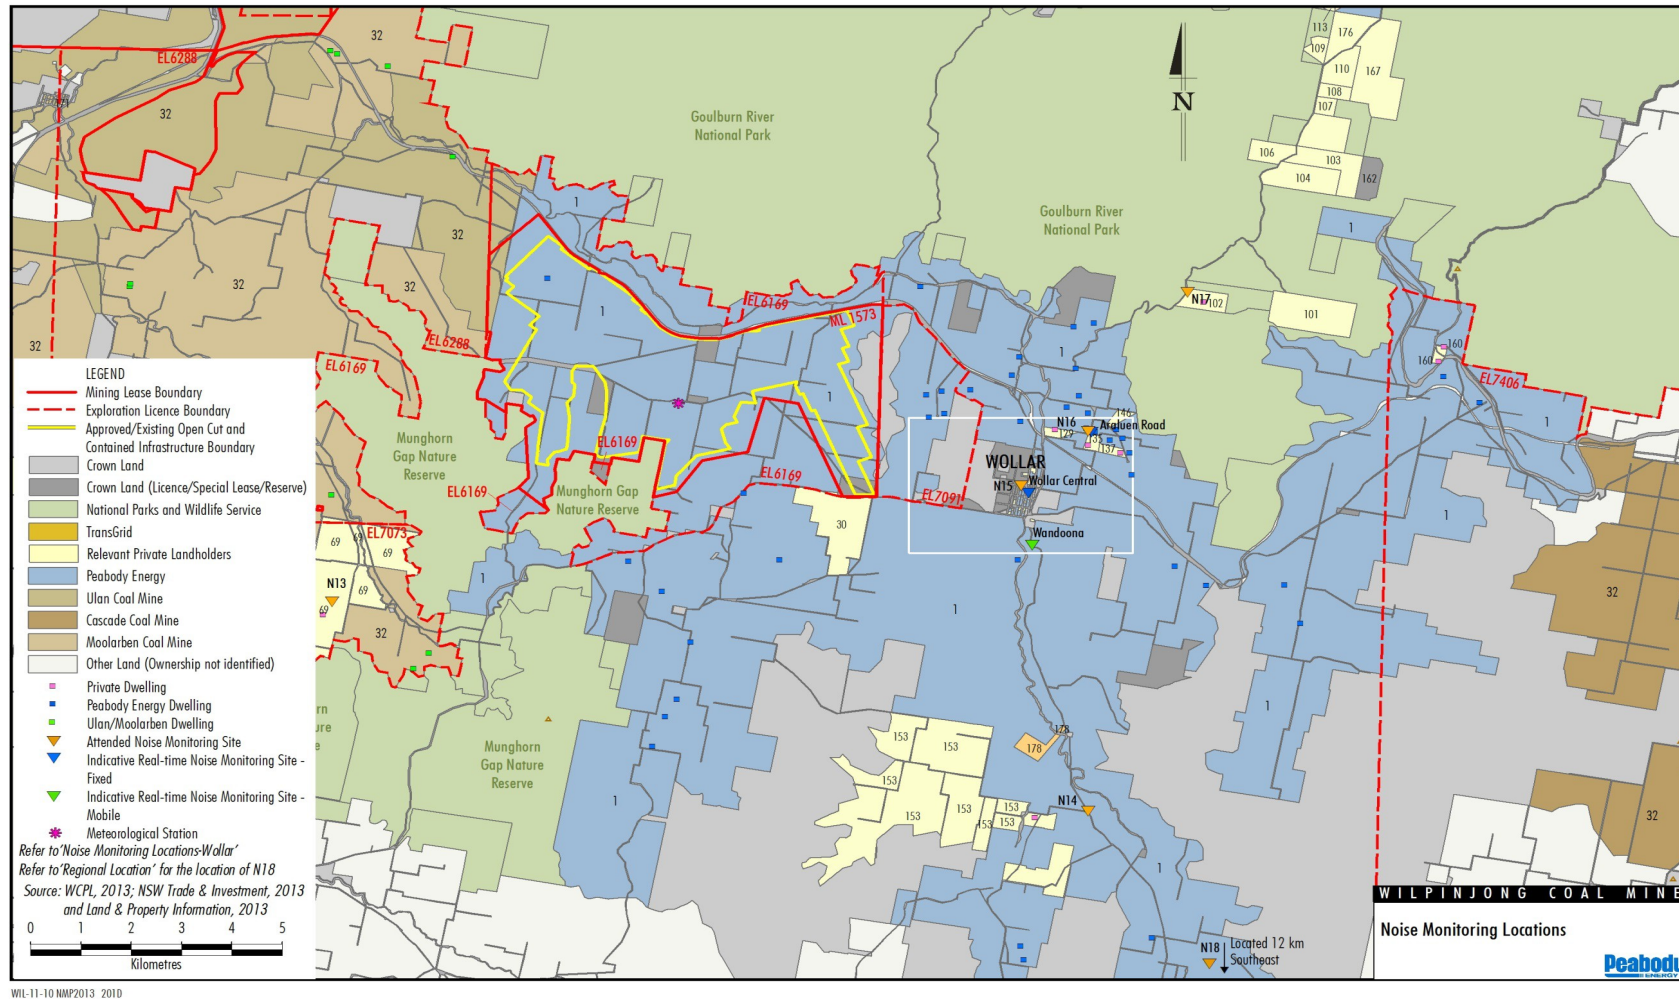 EL6288
32
171
32
32
32
32
32
Goulburn River
National Park
Goulburn River
National Park
113
176
109
110
167
108
107
106
103
104
162
N
1
1
1
1
1
EL6169
ML 1573
EL6288
EL6169
EL6169
EL6169
EL6169
EL7091
EL7073
EL7406
N17
102
101
160
160
146
N16
Araluen Road
129
135
137
WOLLAR
N15
Wollar Central
Wandoona
Munghorn
Gap Nature
Reserve
Munghorn Gap
Nature Reserve
30
1
1
1
1
1
1
1
32
32
LEGEND
Mining Lease Boundary
Exploration Licence Boundary
Approved/Existing Open Cut and
Contained Infrastructure Boundary
Crown Land
Crown Land (Licence/Special Lease/Reserve)
National Parks and Wildlife Service
TransGrid
Relevant Private Landholders
Peabody Energy
Ulan Coal Mine
Cascade Coal Mine
Moolarben Coal Mine
Other Land (Ownership not identified)
Private Dwelling
Peabody Energy Dwelling
Ulan/Moolarben Dwelling
Attended Noise Monitoring Site
Indicative Real-time Noise Monitoring Site -
Fixed
Indicative Real-time Noise Monitoring Site -
Mobile
Meteorological Station
Refer to 'Noise Monitoring Locations-Wollar'
Refer to 'Regional Location' for the location of N18
Source: WCPL, 2013; NSW Trade & Investment, 2013
and Land & Property Information, 2013
0 1 2 3 4 5
Kilometres
69
69
69
N13
69
69
32
Munghorn
Gap Nature
Reserve
153
153
153
153
153
153
153
153
178
178
N14
N18
Located 12 km
Southeast
WILPINJONG COAL MINE
Noise Monitoring Locations
Peabody
ENERGY
WIL-11-10 NMP2013_201D